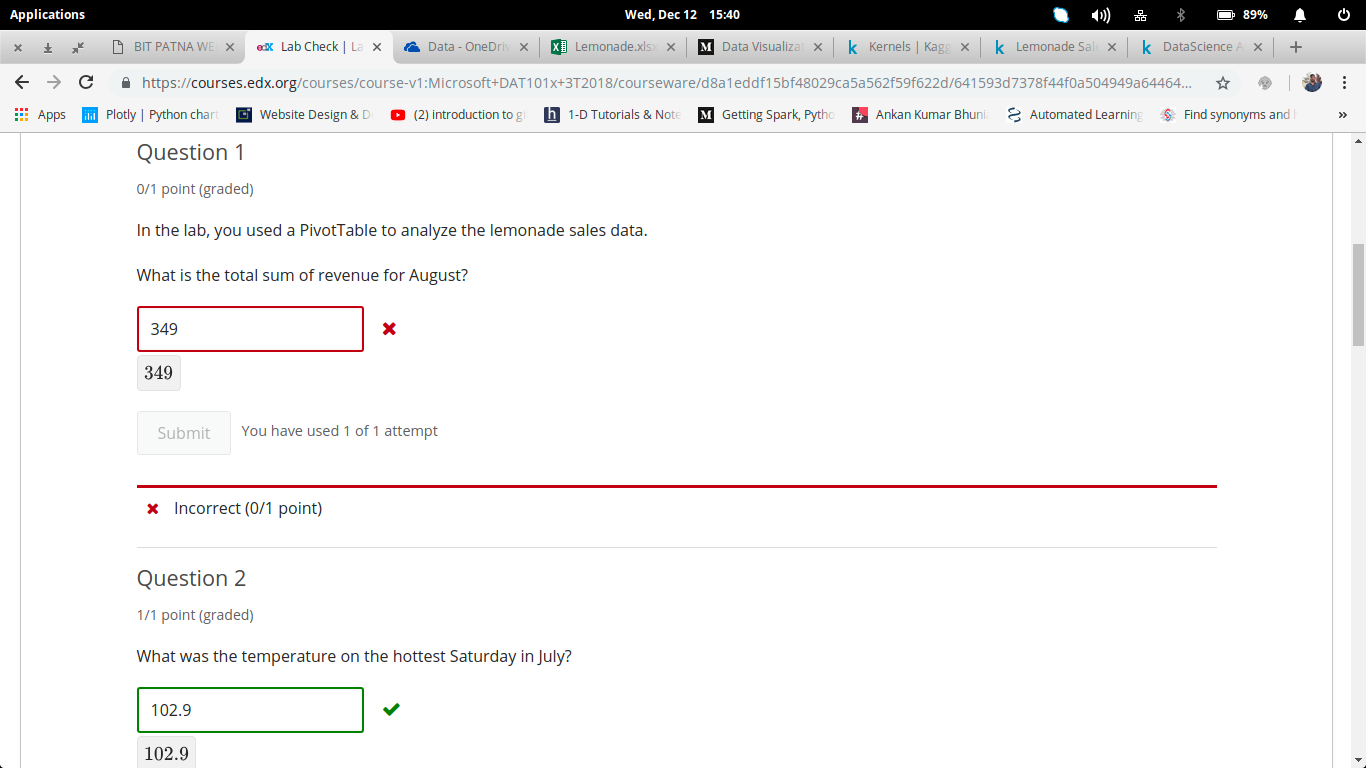 Applications
Wed, Dec 12 15:40
89%
BIT PATNA WE
edX Lab Check | La
Data - OneDriv
Lemonade.xlsx
M Data Visualizat
k Kernels | Kagg
k Lemonade Sal
k DataScience A
https://courses.edx.org/courses/course-v1:Microsoft+DAT101x+3T2018/courseware/d8a1eddf15bf48029ca5a562f59f622d/641593d7378f44f0a504949a64464...
Apps
Plotly | Python chart
Website Design & D
(2) introduction to gi
h 1-D Tutorials & Note
M Getting Spark, Pytho
Ankan Kumar Bhuni
Automated Learning
Find synonyms and
»
Question 1
0/1 point (graded)
In the lab, you used a PivotTable to analyze the lemonade sales data.
What is the total sum of revenue for August?
349
349
Submit You have used 1 of 1 attempt
Incorrect (0/1 point)
Question 2
1/1 point (graded)
What was the temperature on the hottest Saturday in July?
102.9
102.9